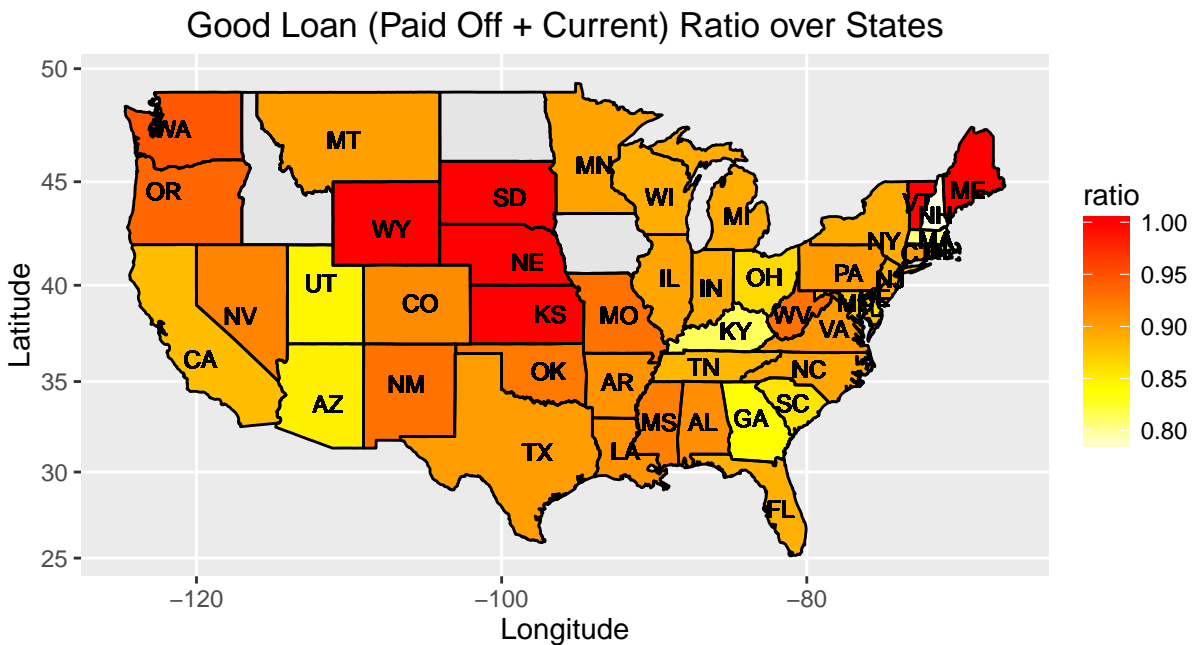 Good Loan (Paid Off + Current) Ratio over States
50
45
40
35
30
25
Latitude
−120
−100
−80
Longitude
ratio
1.00
0.95
0.90
0.85
0.80
WA
MT
OR
MN
SD
WI
MI
VT
NH
ME
WY
NY
MA
NE
UT
CO
IL
IN
OH
PA
NJ
NV
KS
MO
KY
WV
VA
CA
AZ
NM
OK
AR
TN
NC
SC
TX
LA
MS
AL
GA
FL